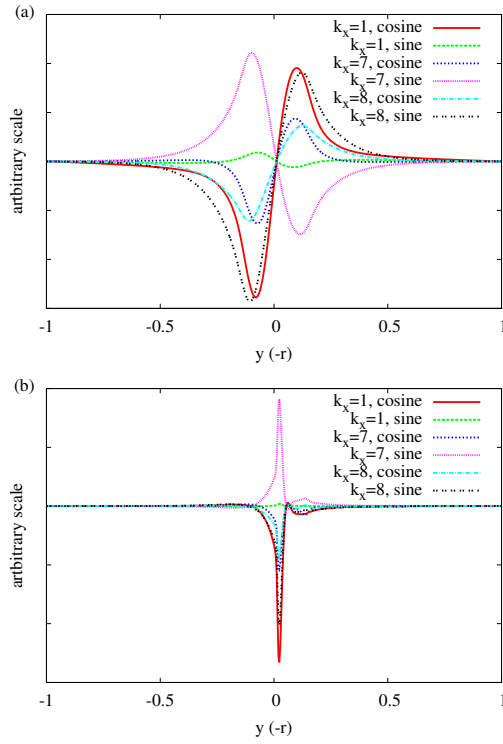 (a)
k_x=1, cosine
k_x=1, sine
k_x=7, cosine
k_x=7, sine
k_x=8, cosine
k_x=8, sine
artbitrary scale
-1 -0.5 0 0.5 1
y (-r)
(b)
k_x=1, cosine
k_x=1, sine
k_x=7, cosine
k_x=7, sine
k_x=8, cosine
k_x=8, sine
artbitrary scale
-1 -0.5 0 0.5 1
y (-r)